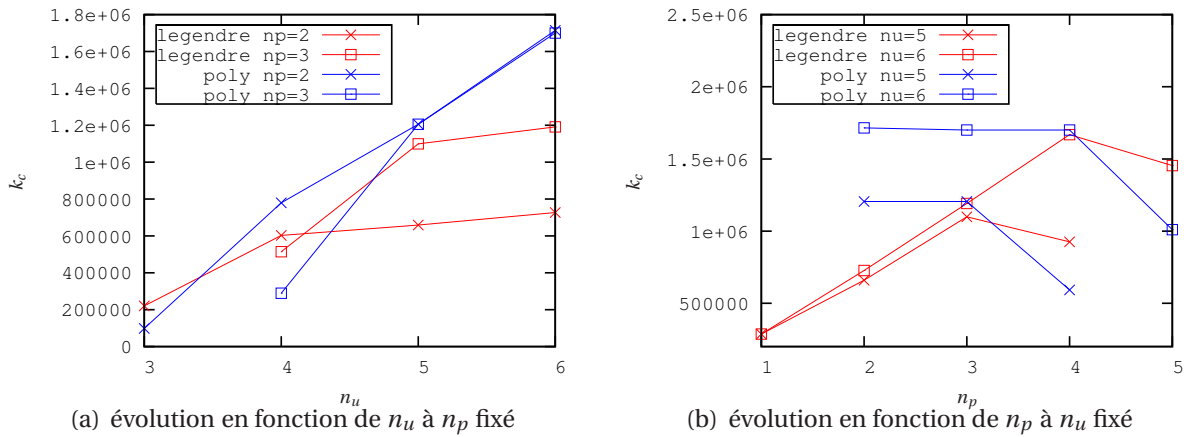 1.8e+06
1.6e+06
1.4e+06
1.2e+06
1e+06
800000
600000
400000
200000
0
k_c
legendre np=2
legendre np=3
poly np=2
poly np=3
3 4 5 6
n_u
(a) évolution en fonction de n_u à n_p fixé
2.5e+06
2e+06
1.5e+06
1e+06
500000
k_c
legendre nu=5
legendre nu=6
poly nu=5
poly nu=6
1 2 3 4 5
n_p
(b) évolution en fonction de n_p à n_u fixé